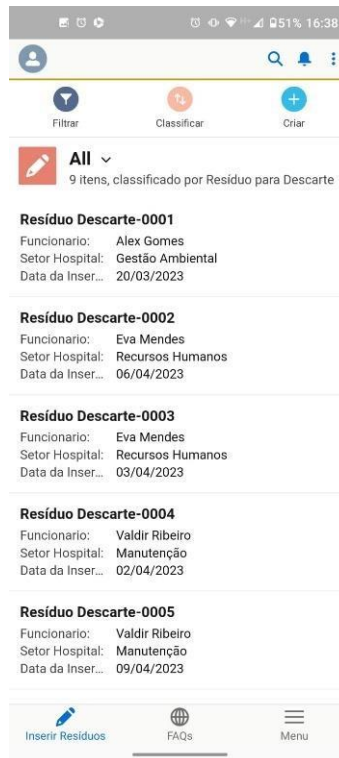 51% 16:38
Filtrar
Classificar
Criar
All
9 itens, classificado por Resíduo para Descarte
Resíduo Descarte-0001
Funcionario: Alex Gomes
Setor Hospital: Gestão Ambiental
Data da Inser... 20/03/2023
Resíduo Descarte-0002
Funcionario: Eva Mendes
Setor Hospital: Recursos Humanos
Data da Inser... 06/04/2023
Resíduo Descarte-0003
Funcionario: Eva Mendes
Setor Hospital: Recursos Humanos
Data da Inser... 03/04/2023
Resíduo Descarte-0004
Funcionario: Valdir Ribeiro
Setor Hospital: Manutenção
Data da Inser... 02/04/2023
Resíduo Descarte-0005
Funcionario: Valdir Ribeiro
Setor Hospital: Manutenção
Data da Inser... 09/04/2023
Inserir Resíduos
FAQs
Menu